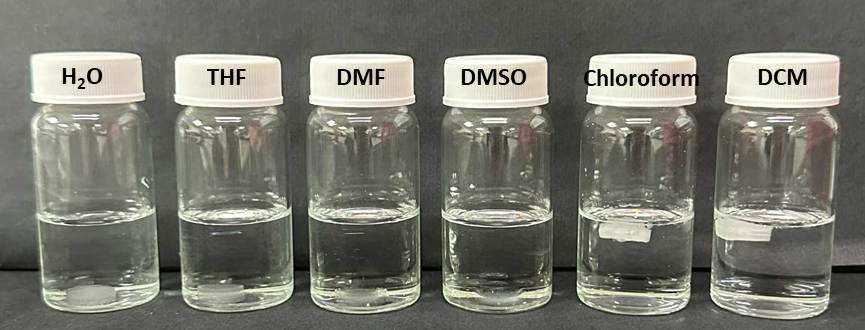 H₂O
THF
DMF
DMSO
Chloroform
DCM